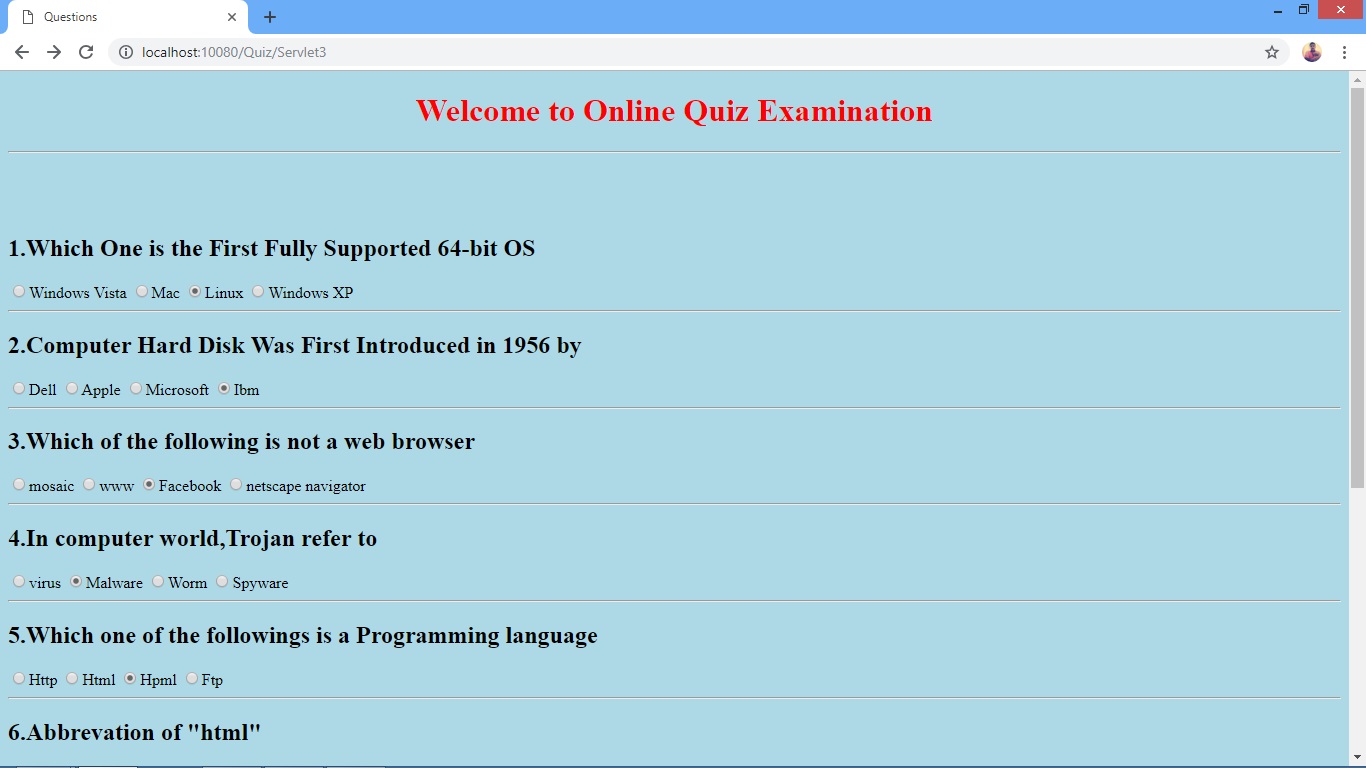 Questions
localhost:10080/Quiz/Servlet3
Welcome to Online Quiz Examination
1.Which One is the First Fully Supported 64-bit OS
Windows Vista Mac Linux Windows XP
2.Computer Hard Disk Was First Introduced in 1956 by
Dell Apple Microsoft Ibm
3.Which of the following is not a web browser
mosaic www Facebook netscape navigator
4.In computer world,Trojan refer to
virus Malware Worm Spyware
5.Which one of the followings is a Programming language
Http Html Hpml Ftp
6.Abbrevation of "html"